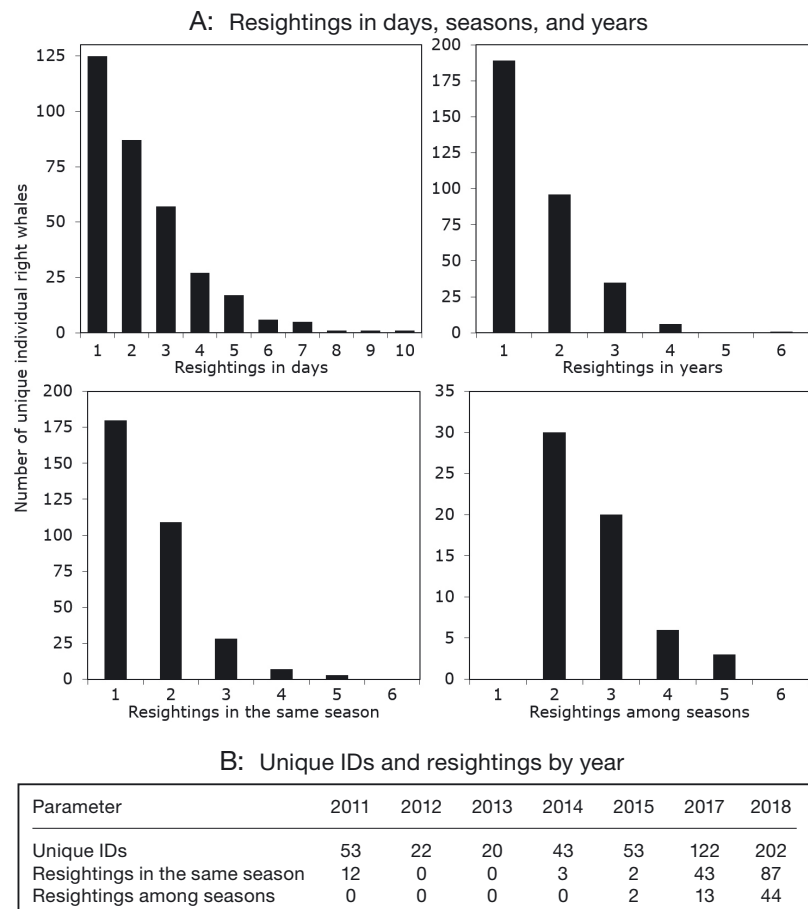 A: Resightings in days, seasons, and years
Number of unique individual right whales
125
100
75
50
25
0
1 2 3 4 5 6 7 8 9 10
Resightings in days
200
175
150
125
100
75
50
25
0
1 2 3 4 5 6
Resightings in years
200
175
150
125
100
75
50
25
0
1 2 3 4 5 6
Resightings in the same season
35
30
25
20
15
10
5
0
1 2 3 4 5 6
Resightings among seasons
B: Unique IDs and resightings by year
Parameter 2011 2012 2013 2014 2015 2017 2018
Unique IDs 53 22 20 43 53 122 202
Resightings in the same season 12 0 0 3 2 43 87
Resightings among seasons 0 0 0 0 2 13 44